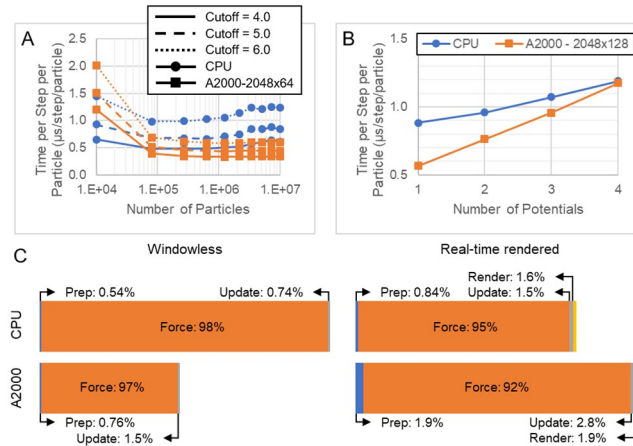 A
Cutoff = 4.0
Cutoff = 5.0
Cutoff = 6.0
CPU
A2000-2048x64
Time per Step per
Particle (µs/step/particle)
2.5
2.0
1.5
1.0
0.5
0.0
1.E+04 1.E+05 1.E+06 1.E+07
Number of Particles
B
CPU A2000 - 2048x128
Time per Step per
Particle (µs/step/particle)
1.5
1.0
0.5
1 2 3 4
Number of Potentials
C
Windowless
Real-time rendered
CPU
Prep: 0.54% Update: 0.74%
Force: 98%
Render: 1.6%
Prep: 0.84% Update: 1.5%
Force: 95%
A2000
Force: 97%
Prep: 0.76%
Update: 1.5%
Force: 92%
Prep: 1.9% Update: 2.8%
Render: 1.9%